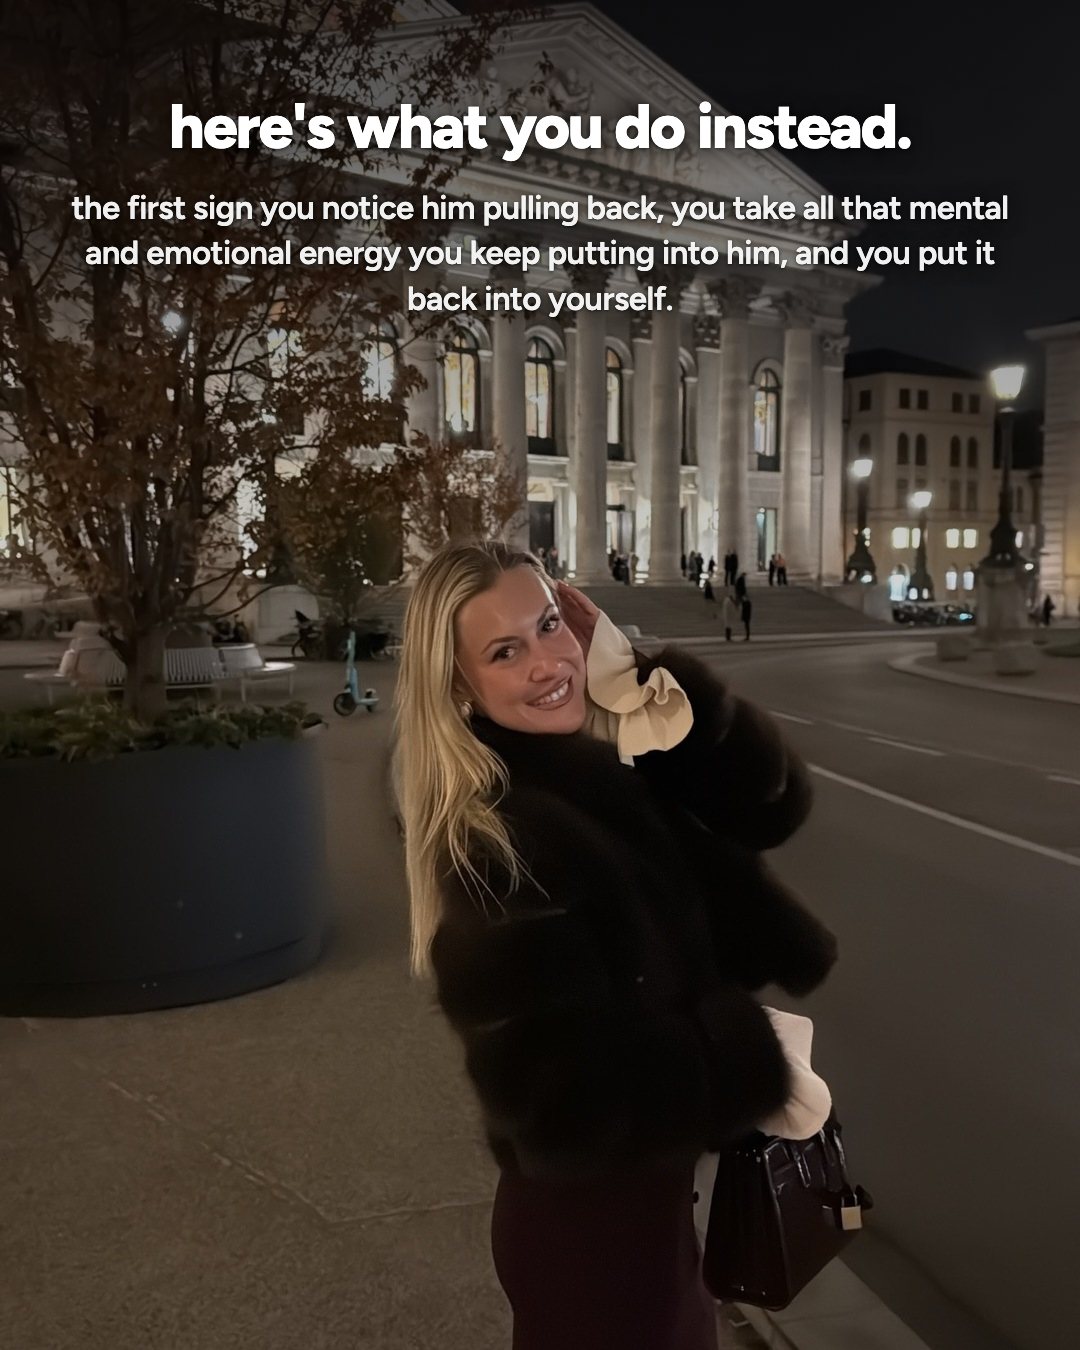 here's what you do instead.
the first sign you notice him pulling back, you take all that mental
and emotional energy you keep putting into him, and you put it
back into yourself.